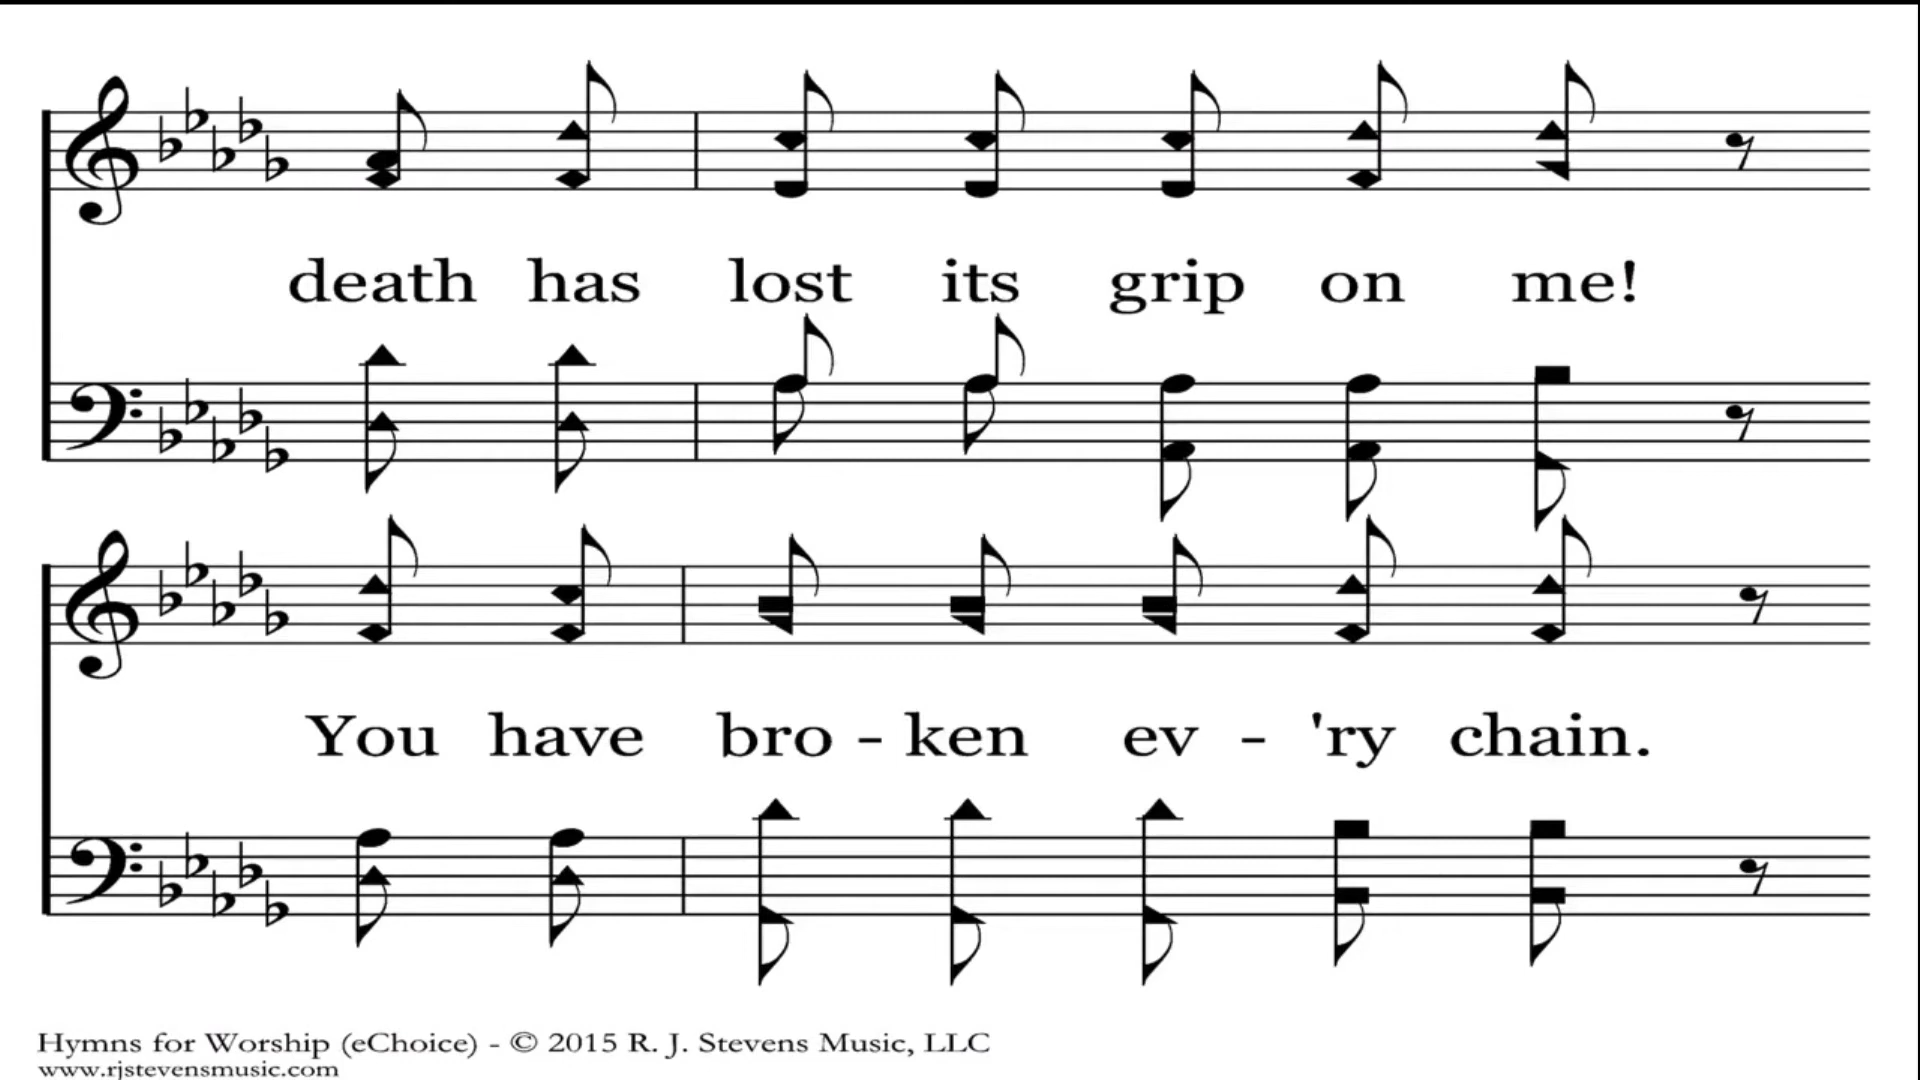 death has lost its grip on me!
You have bro - ken ev - 'ry chain.
Hymns for Worship (eChoice) - © 2015 R. J. Stevens Music, LLC
www.rjstevensmusic.com